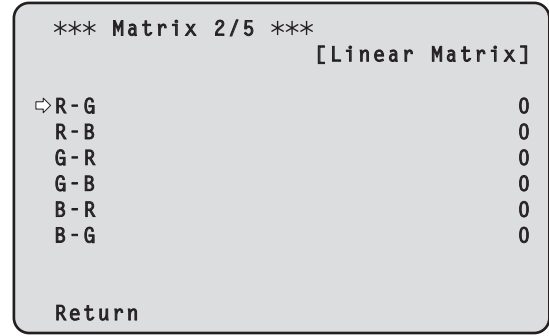 *** Matrix 2/5 ***
[Linear Matrix]
⇨R-G 0
R-B 0
G-R 0
G-B 0
B-R 0
B-G 0
Return